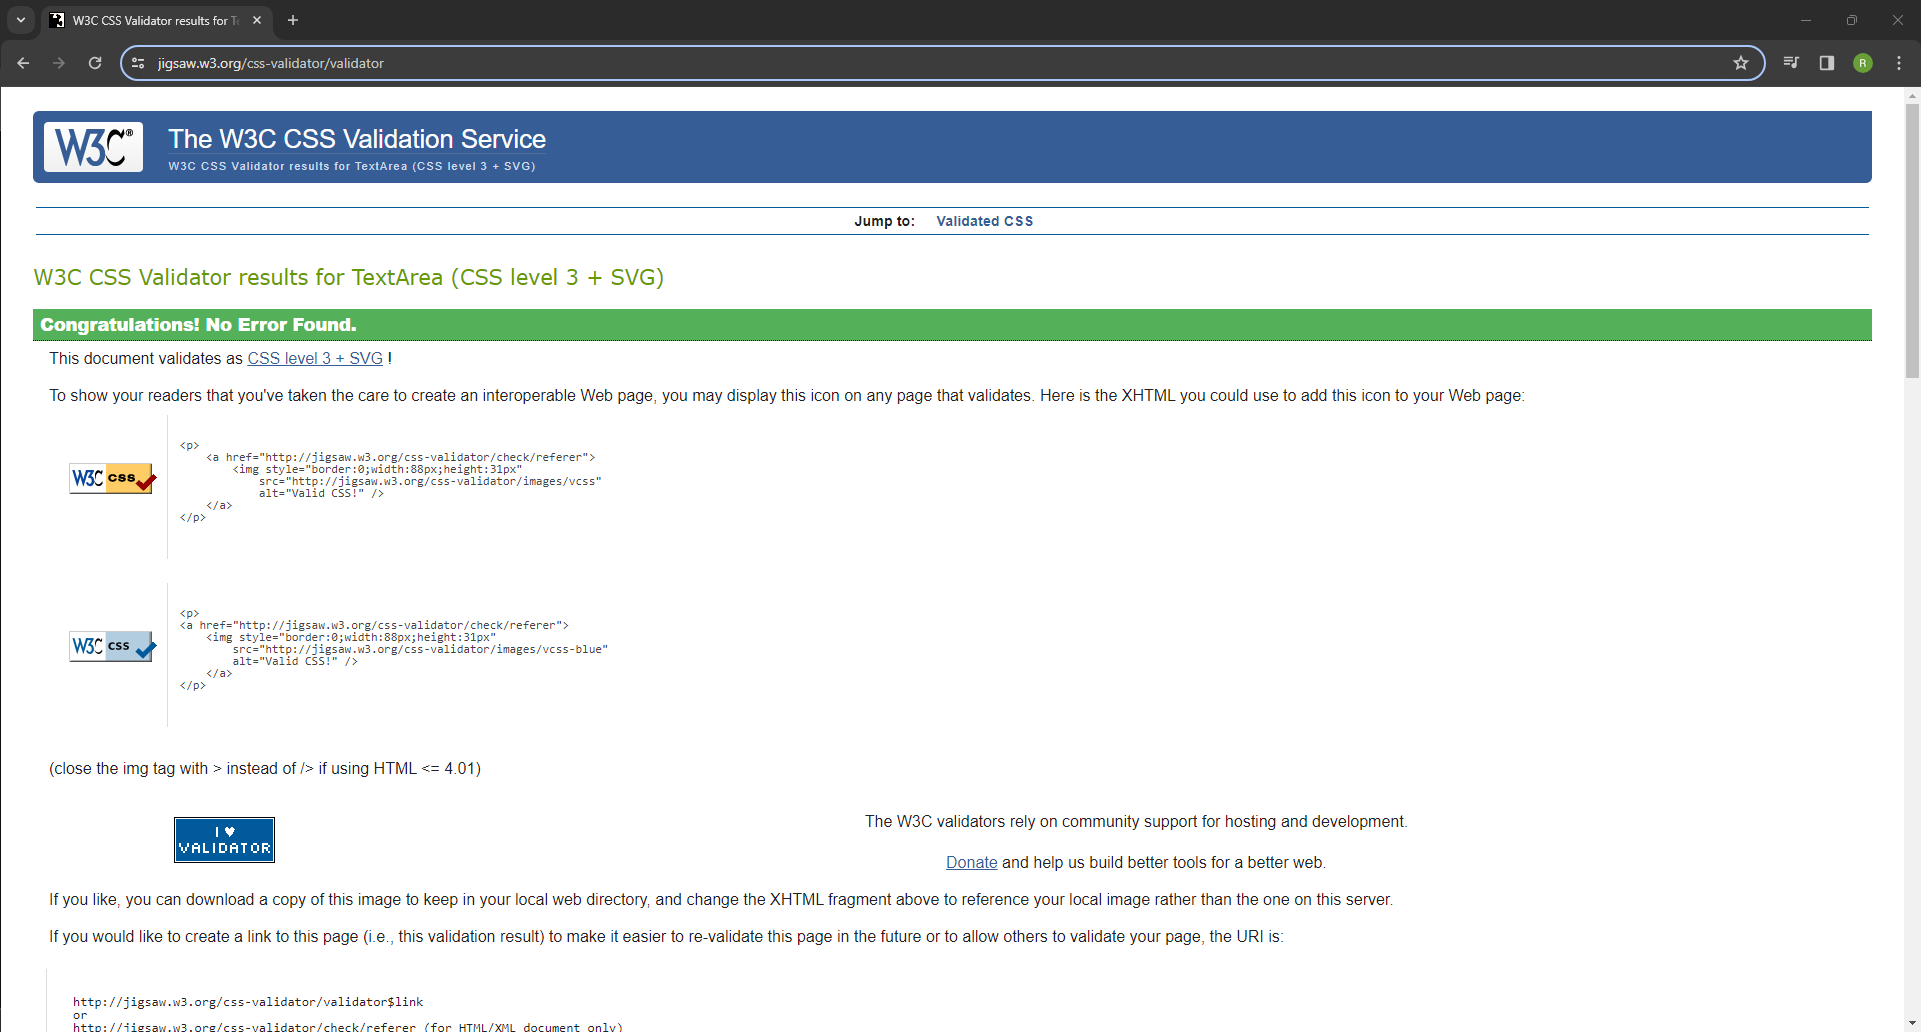 W3C CSS Validator results for Te
jigsaw.w3.org/css-validator/validator
R
W3C®
The W3C CSS Validation Service
W3C CSS Validator results for TextArea (CSS level 3 + SVG)
Jump to: Validated CSS
W3C CSS Validator results for TextArea (CSS level 3 + SVG)
Congratulations! No Error Found.
This document validates as CSS level 3 + SVG !
To show your readers that you've taken the care to create an interoperable Web page, you may display this icon on any page that validates. Here is the XHTML you could use to add this icon to your Web page:
W3C css
<p>
<a href="http://jigsaw.w3.org/css-validator/check/referer">
<img style="border:0;width:88px;height:31px"
src="http://jigsaw.w3.org/css-validator/images/vcss"
alt="Valid CSS!" />
</a>
</p>
W3C css
<p>
<a href="http://jigsaw.w3.org/css-validator/check/referer">
<img style="border:0;width:88px;height:31px"
src="http://jigsaw.w3.org/css-validator/images/vcss-blue"
alt="Valid CSS!" />
</a>
</p>
(close the img tag with > instead of /> if using HTML <= 4.01)
I ♥
VALIDATOR
The W3C validators rely on community support for hosting and development.
Donate and help us build better tools for a better web.
If you like, you can download a copy of this image to keep in your local web directory, and change the XHTML fragment above to reference your local image rather than the one on this server.
If you would like to create a link to this page (i.e., this validation result) to make it easier to re-validate this page in the future or to allow others to validate your page, the URI is:
http://jigsaw.w3.org/css-validator/validator$link
or
http://jigsaw.w3.org/css-validator/check/referer (for HTML/XML document only)